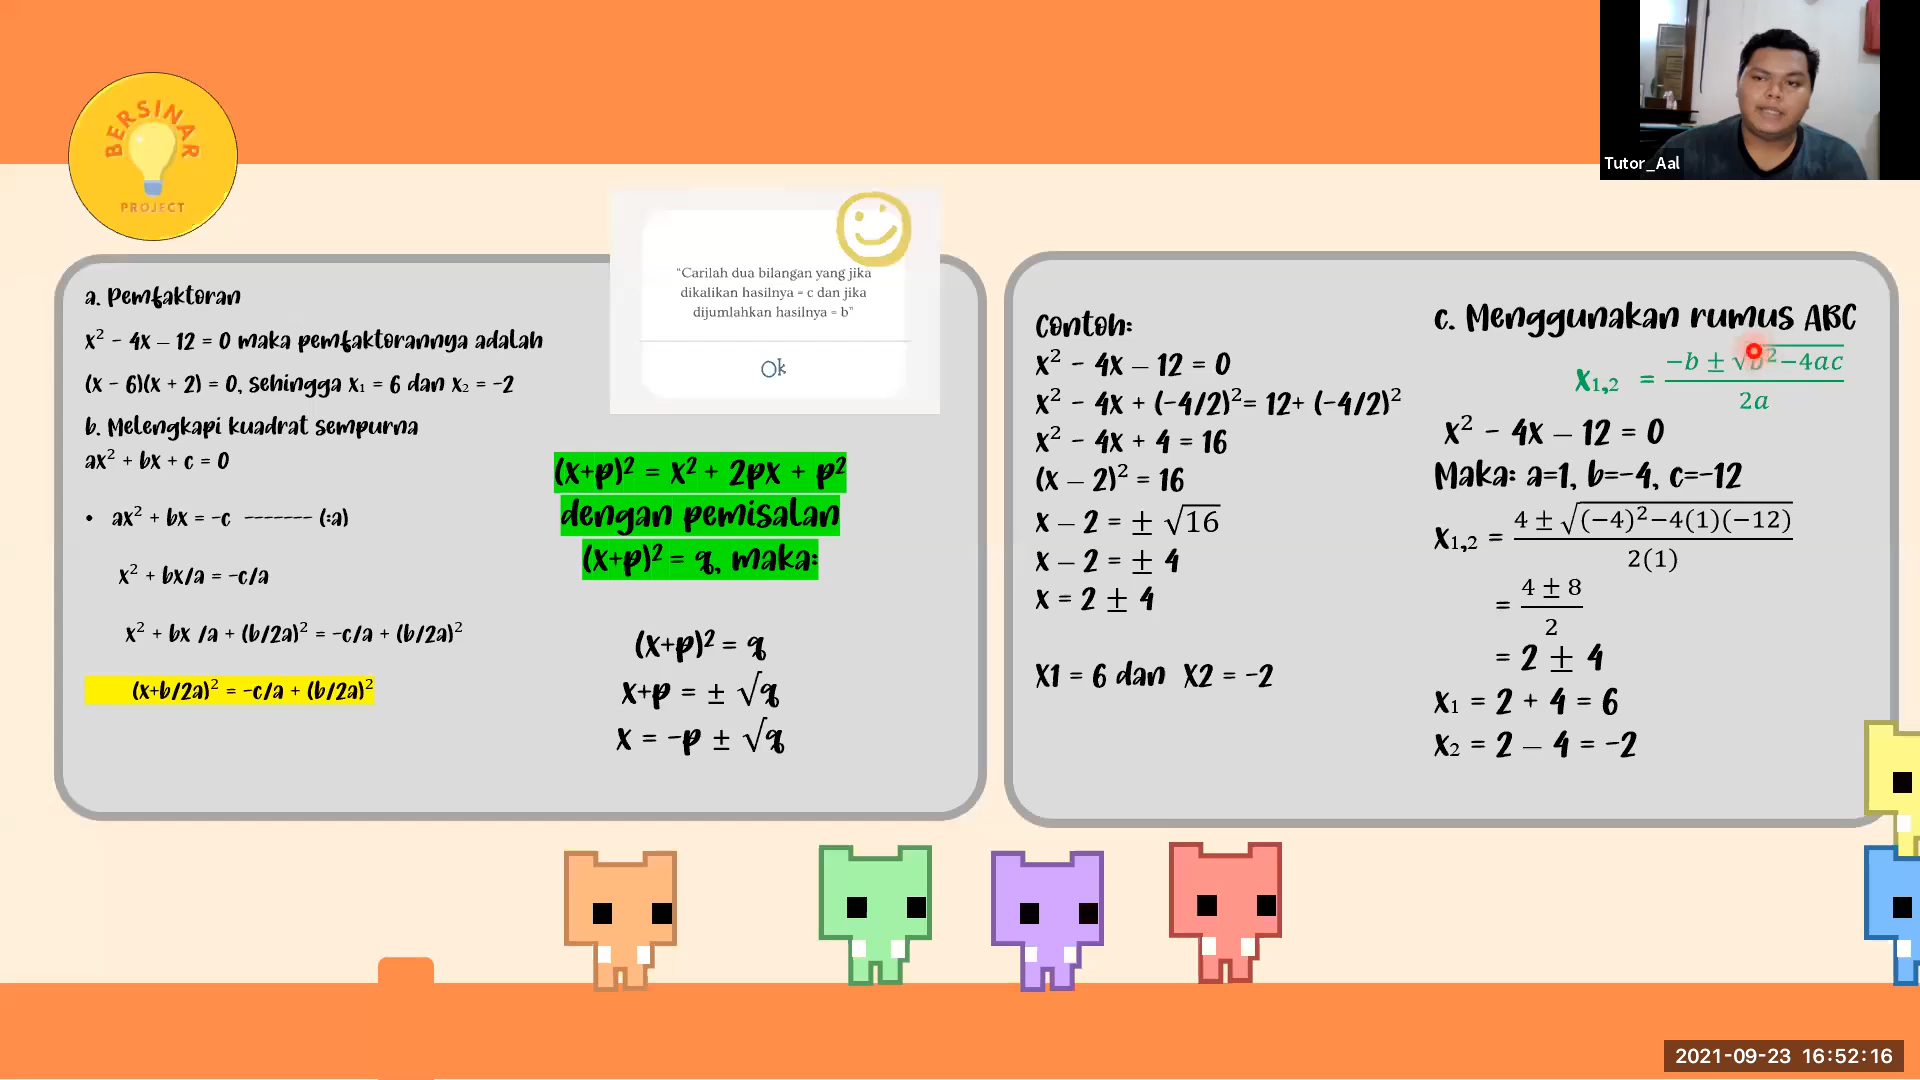 BERSINAR
PROJECT
Tutor_Aal
"Carilah dua bilangan yang jika
dikalikan hasilnya = c dan jika
dijumlahkan hasilnya = b"
Ok
a. Pemfaktoran
x² - 4x – 12 = 0 maka pemfaktorannya adalah
(x - 6)(x + 2) = 0, sehingga x₁ = 6 dan x₂ = -2
b. Melengkapi kuadrat sempurna
ax² + bx + c = 0
• ax² + bx = -c ------- (:a)
x² + bx/a = -c/a
x² + bx /a + (b/2a)² = -c/a + (b/2a)²
(x+b/2a)² = -c/a + (b/2a)²
(x+p)² = x² + 2px + p²
dengan pemisalan
(x+p)² = q, maka:
(x+p)² = q
x+p = ± √q
x = -p ± √q
Contoh:
x² - 4x – 12 = 0
x² - 4x + (-4/2)²= 12+ (-4/2)²
x² - 4x + 4 = 16
(x – 2)² = 16
x – 2 = ± √16
x – 2 = ± 4
x = 2 ± 4
X1 = 6 dan X2 = -2
c. Menggunakan rumus ABC
x₁,₂ = (−b ± √b²−4ac)/2a
x² - 4x – 12 = 0
Maka: a=1, b=-4, c=-12
x₁,₂ = (4 ± √(−4)²−4(1)(−12))/2(1)
= (4 ± 8)/2
= 2 ± 4
x₁ = 2 + 4 = 6
x₂ = 2 – 4 = -2
2021-09-23 16:52:16